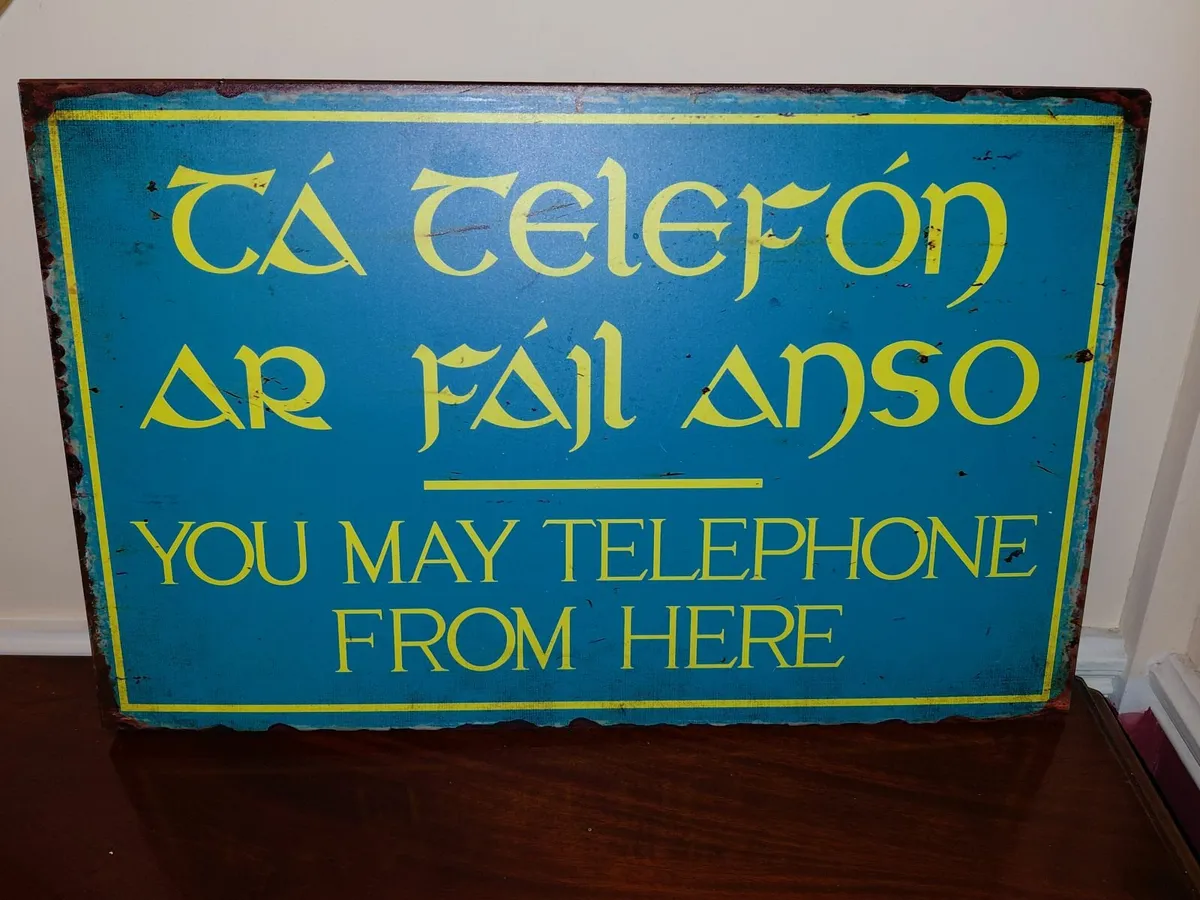 Tá Telefón
ar fáil anso
YOU MAY TELEPHONE
FROM HERE